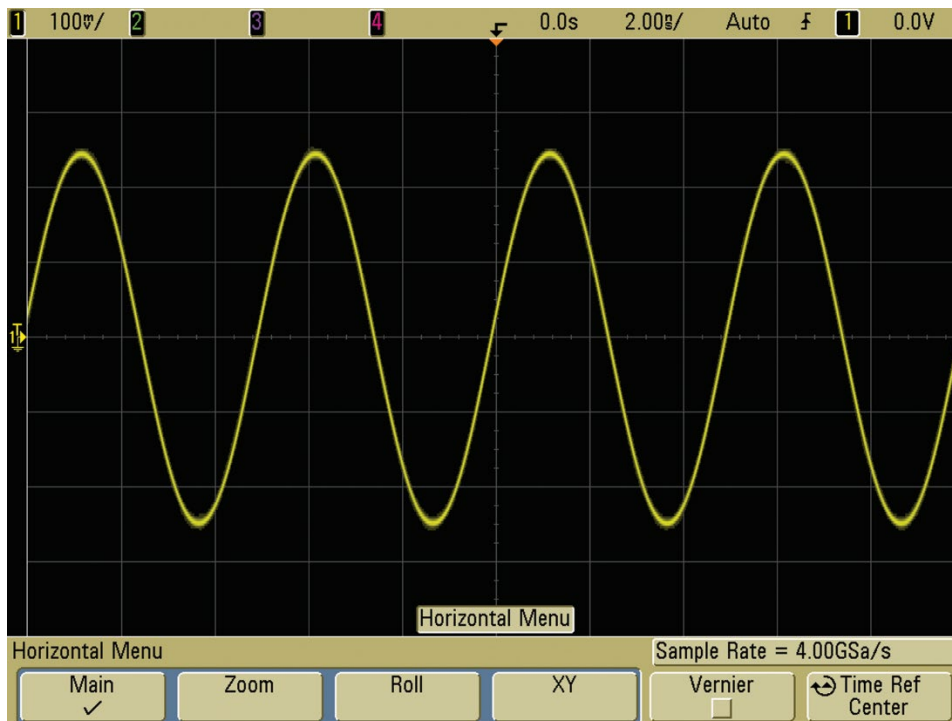 1 100mV/ 2 3 4 0.0s 2.00ns/ Auto 1 0.0V
T
1
Horizontal Menu
Horizontal Menu Sample Rate = 4.00GSa/s
Main Zoom Roll XY Vernier Time Ref
Center